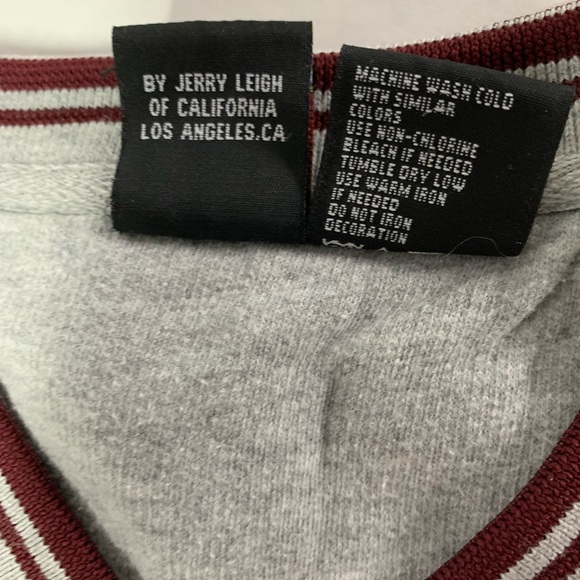 BY JERRY LEIGH
OF CALIFORNIA
LOS ANGELES.CA
MACHINE WASH COLD
WITH SIMILAR
COLORS
USE NON-CHLORINE
BLEACH IF NEEDED
TUMBLE DRY LOW
USE WARM IRON
IF NEEDED
DO NOT IRON
DECORATION